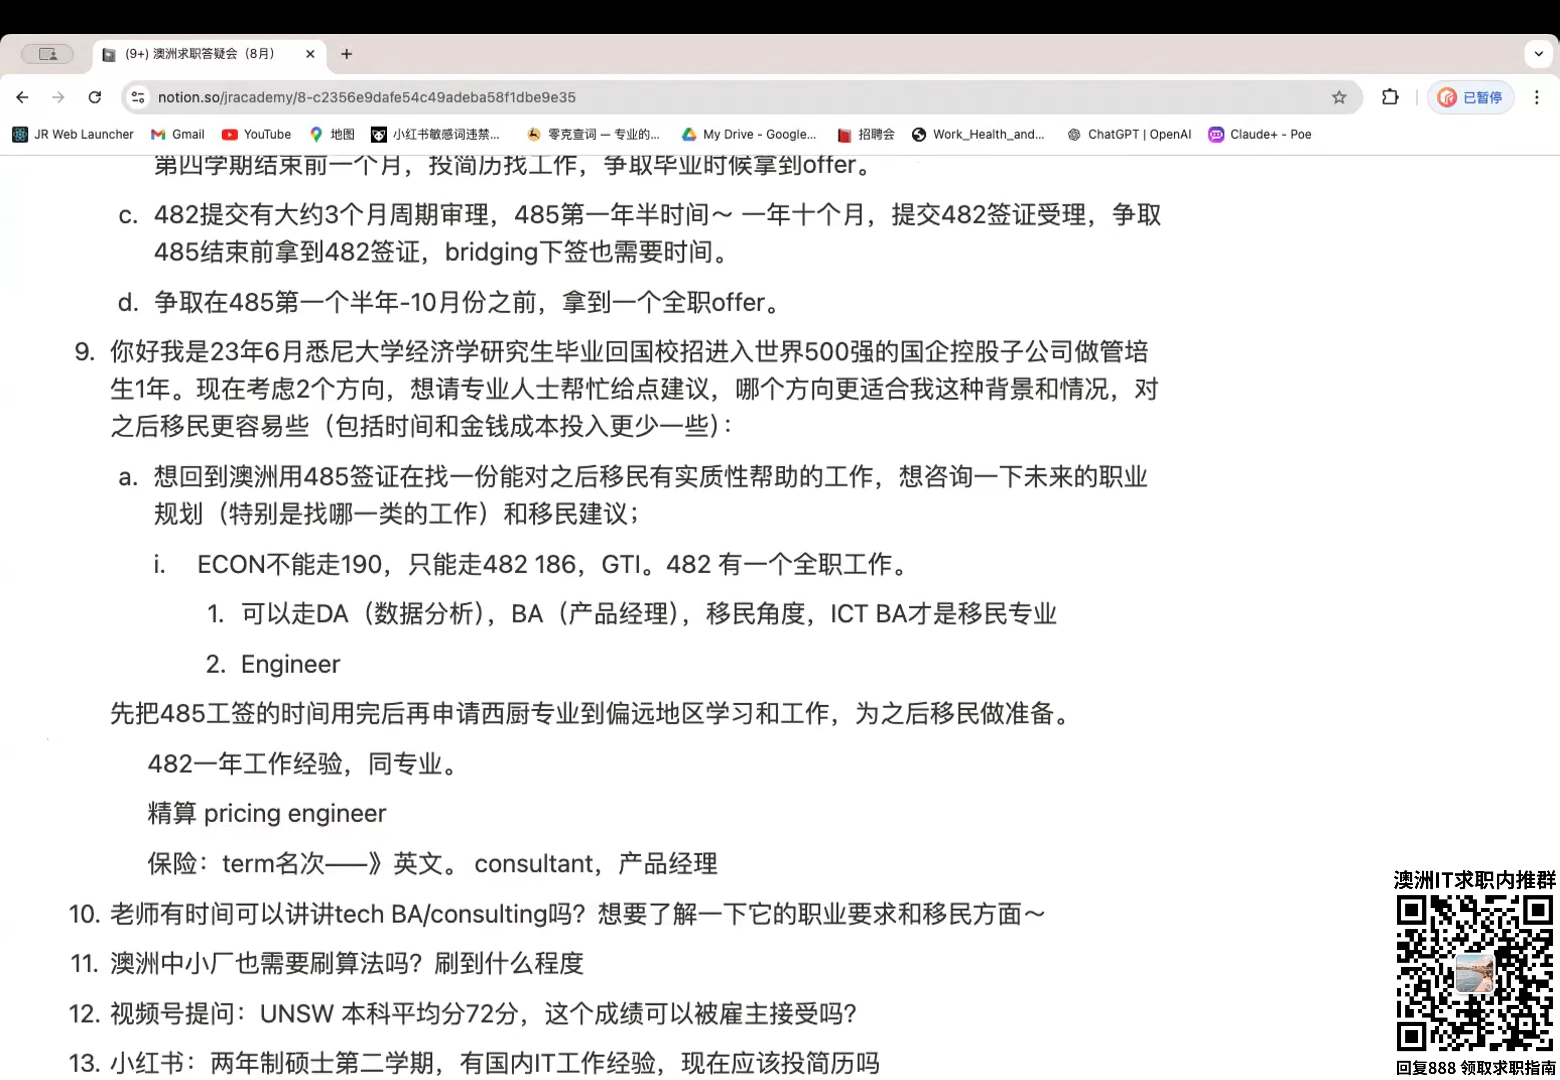 (9+) 澳洲求职答疑会（8月）
notion.so/jracademy/8-c2356e9dafe54c49adeba58f1dbe9e35
已暂停
JR Web Launcher
Gmail
YouTube
地图
小红书敏感词违禁...
零克查词 — 专业的...
My Drive - Google...
招聘会
Work_Health_and...
ChatGPT | OpenAI
Claude+ - Poe
第四学期结束前一个月，投简历找工作，争取毕业时候拿到offer。
c. 482提交有大约3个月周期审理，485第一年半时间～ 一年十个月，提交482签证受理，争取
485结束前拿到482签证，bridging下签也需要时间。
d. 争取在485第一个半年-10月份之前，拿到一个全职offer。
9. 你好我是23年6月悉尼大学经济学研究生毕业回国校招进入世界500强的国企控股子公司做管培
生1年。现在考虑2个方向，想请专业人士帮忙给点建议，哪个方向更适合我这种背景和情况，对
之后移民更容易些（包括时间和金钱成本投入更少一些）：
a. 想回到澳洲用485签证在找一份能对之后移民有实质性帮助的工作，想咨询一下未来的职业
规划（特别是找哪一类的工作）和移民建议；
i. ECON不能走190，只能走482 186，GTI。482 有一个全职工作。
1. 可以走DA（数据分析），BA（产品经理），移民角度，ICT BA才是移民专业
2. Engineer
先把485工签的时间用完后再申请西厨专业到偏远地区学习和工作，为之后移民做准备。
482一年工作经验，同专业。
精算 pricing engineer
保险：term名次——》英文。 consultant，产品经理
10. 老师有时间可以讲讲tech BA/consulting吗？想要了解一下它的职业要求和移民方面～
11. 澳洲中小厂也需要刷算法吗？刷到什么程度
12. 视频号提问：UNSW 本科平均分72分，这个成绩可以被雇主接受吗？
13. 小红书：两年制硕士第二学期，有国内IT工作经验，现在应该投简历吗
澳洲IT求职内推群
回复888 领取求职指南